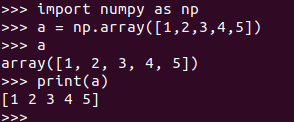 >>> import numpy as np
>>> a = np.array([1,2,3,4,5])
>>> a
array([1, 2, 3, 4, 5])
>>> print(a)
[1 2 3 4 5]
>>>